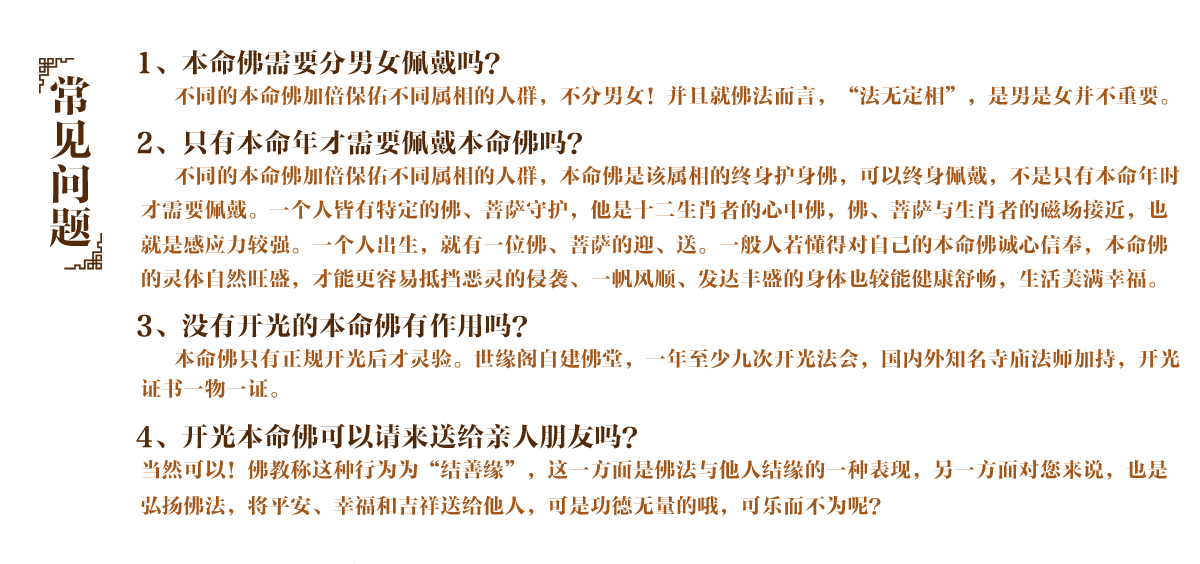 常见问题
1、本命佛需要分男女佩戴吗?
不同的本命佛加倍保佑不同属相的人群，不分男女！并且就佛法而言，“法无定相”，是男是女并不重要。
2、只有本命年才需要佩戴本命佛吗?
不同的本命佛加倍保佑不同属相的人群，本命佛是该属相的终身护身佛，可以终身佩戴，不是只有本命年时
才需要佩戴。一个人皆有特定的佛、菩萨守护，他是十二生肖者的心中佛，佛、菩萨与生肖者的磁场接近，也
就是感应力较强。一个人出生，就有一位佛、菩萨的迎、送。一般人若懂得对自己的本命佛诚心信奉，本命佛
的灵体自然旺盛，才能更容易抵挡恶灵的侵袭、一帆风顺、发达丰盛的身体也较能健康舒畅，生活美满幸福。
3、没有开光的本命佛有作用吗?
本命佛只有正规开光后才灵验。世缘阁自建佛堂，一年至少九次开光法会，国内外知名寺庙法师加持，开光
证书一物一证。
4、开光本命佛可以请来送给亲人朋友吗?
当然可以！佛教称这种行为为“结善缘”，这一方面是佛法与他人结缘的一种表现，另一方面对您来说，也是
弘扬佛法，将平安、幸福和吉祥送给他人，可是功德无量的哦，可乐而不为呢?